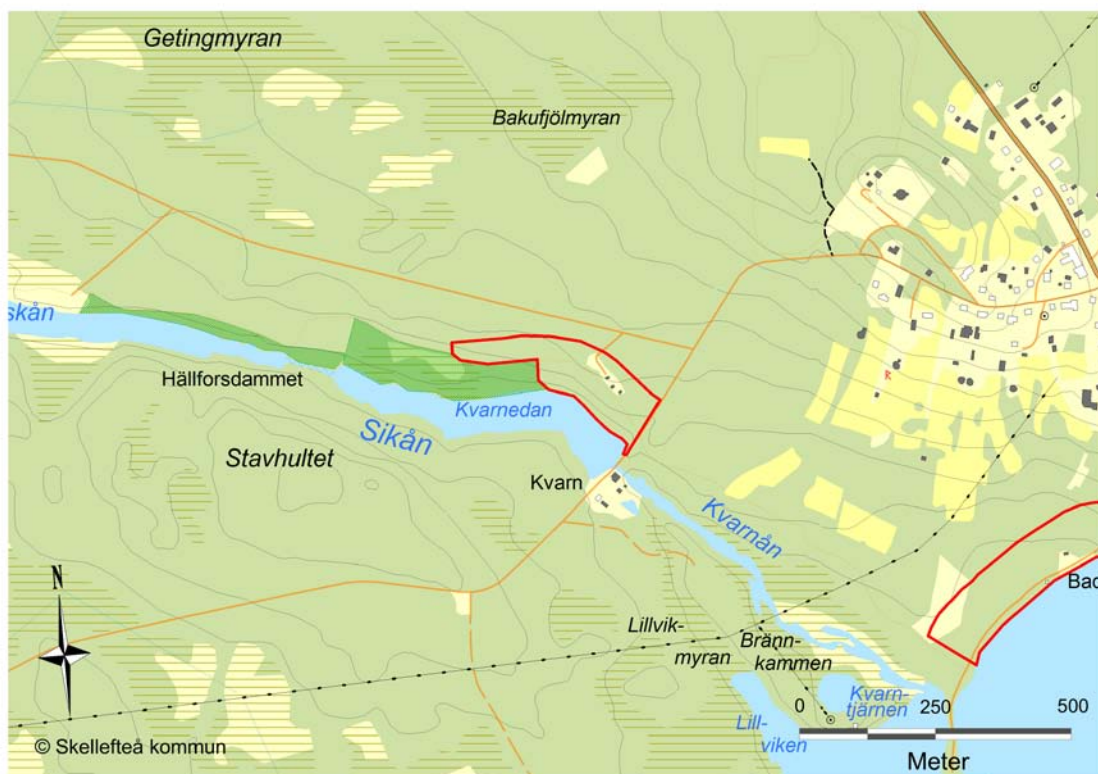 Getingmyran
Bakufjölmyran
skån
Hällforsdammet
Kvarnedan
Sikån
Stavhultet
Kvarn
Kvarnån
R
Bad
N
Lillvik-
myran
Bränn-
kammen
Kvarn-
tjärnen
Lill-
viken
0 250 500
Meter
© Skellefteå kommun